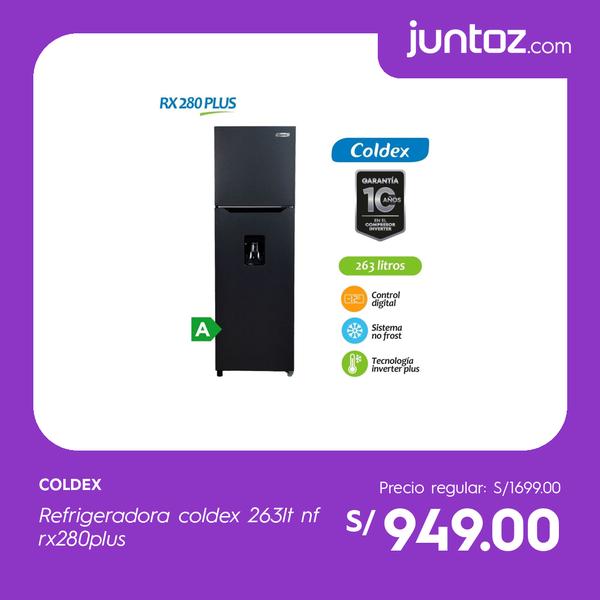 juntoz.com
RX 280 PLUS
Coldex
GARANTÍA
10 AÑOS
EN EL
COMPRESOR
INVERTER
263 litros
Control
digital
Sistema
no frost
Tecnología
inverter plus
A
COLDEX
Refrigeradora coldex 263lt nf
rx280plus
Precio regular: S/1699.00
S/ 949.00